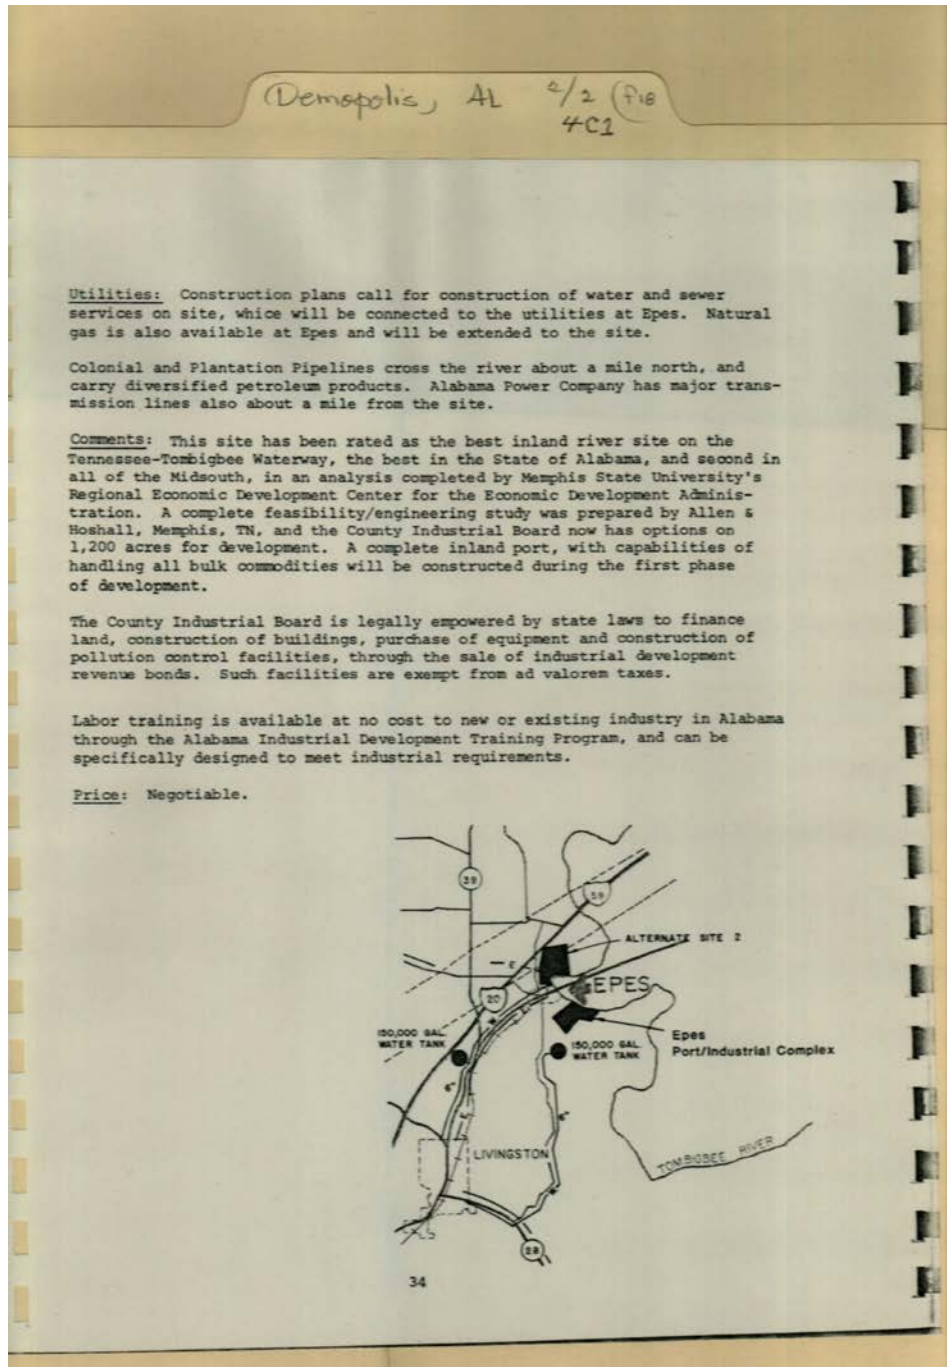 Demopolis, AL 2/2 (F18
4C1
Utilities: Construction plans call for construction of water and sewer
services on site, whice will be connected to the utilities at Epes. Natural
gas is also available at Epes and will be extended to the site.
Colonial and Plantation Pipelines cross the river about a mile north, and
carry diversified petroleum products. Alabama Power Company has major trans-
mission lines also about a mile from the site.
Comments: This site has been rated as the best inland river site on the
Tennessee-Tombigbee Waterway, the best in the State of Alabama, and second in
all of the Midsouth, in an analysis completed by Memphis State University's
Regional Economic Development Center for the Economic Development Adminis-
tration. A complete feasibility/engineering study was prepared by Allen &
Hoshall, Memphis, TN, and the County Industrial Board now has options on
1,200 acres for development. A complete inland port, with capabilities of
handling all bulk commodities will be constructed during the first phase
of development.
The County Industrial Board is legally empowered by state laws to finance
land, construction of buildings, purchase of equipment and construction of
pollution control facilities, through the sale of industrial development
revenue bonds. Such facilities are exempt from ad valorem taxes.
Labor training is available at no cost to new or existing industry in Alabama
through the Alabama Industrial Development Training Program, and can be
specifically designed to meet industrial requirements.
Price: Negotiable.
39
59
ALTERNATE SITE 2
EPES
20
150,000 GAL.
WATER TANK
150,000 GAL.
WATER TANK
Epes
Port/Industrial Complex
6"
6"
LIVINGSTON
TOMBIGBEE RIVER
28
34